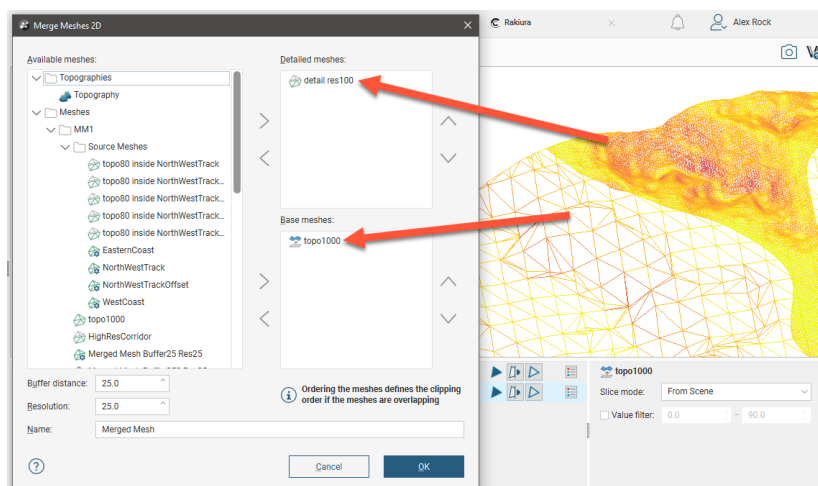 Merge Meshes 2D
Rakiura
Alex Rock
Available meshes:
Topographies
Topography
Meshes
MM1
Source Meshes
topo80 inside NorthWestTrack
topo80 inside NorthWestTrack...
topo80 inside NorthWestTrack...
topo80 inside NorthWestTrack...
topo80 inside NorthWestTrack...
EasternCoast
NorthWestTrack
NorthWestTrackOffset
WestCoast
topo1000
HighResCorridor
Merged Mesh Buffer25 Res25
Detailed meshes:
detail res100
Base meshes:
topo1000
Buffer distance: 25.0
Resolution: 25.0
Ordering the meshes defines the clipping
order if the meshes are overlapping
Name: Merged Mesh
Cancel
OK
topo1000
Slice mode: From Scene
Value filter: 0.0 – 90.0